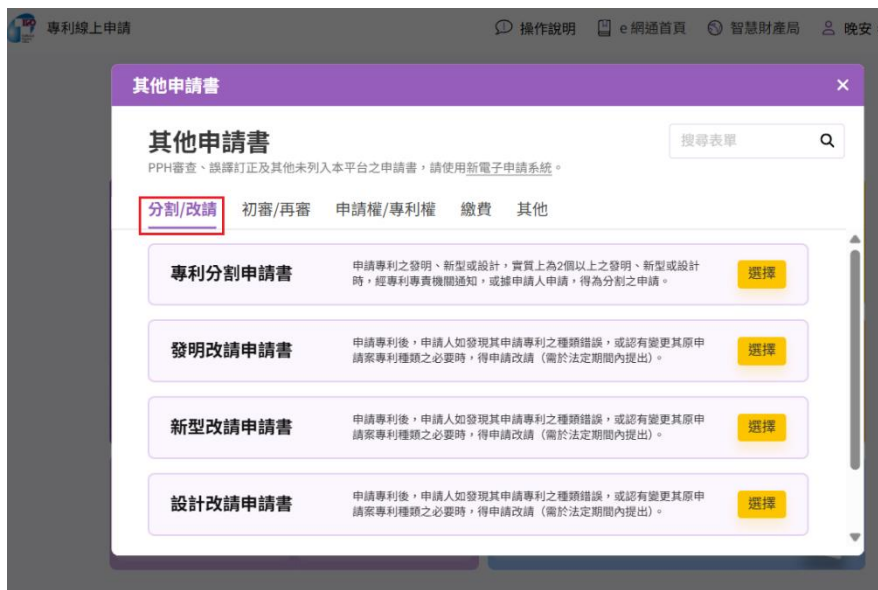 專利線上申請
操作說明
e 網通首頁
智慧財產局
晚安
其他申請書
其他申請書
搜尋表單
PPH審查、誤譯訂正及其他未列入本平台之申請書,請使用新電子申請系統。
分割/改請
初審/再審
申請權/專利權
繳費
其他
專利分割申請書
申請專利之發明、新型或設計,實質上為2個以上之發明、新型或設計
時,經專利專責機關通知,或據申請人申請,得為分割之申請。
選擇
發明改請申請書
申請專利後,申請人如發現其申請專利之種類錯誤,或認有變更其原申
請案專利種類之必要時,得申請改請(需於法定期間內提出)。
選擇
新型改請申請書
申請專利後,申請人如發現其申請專利之種類錯誤,或認有變更其原申
請案專利種類之必要時,得申請改請(需於法定期間內提出)。
選擇
設計改請申請書
申請專利後,申請人如發現其申請專利之種類錯誤,或認有變更其原申
請案專利種類之必要時,得申請改請(需於法定期間內提出)。
選擇